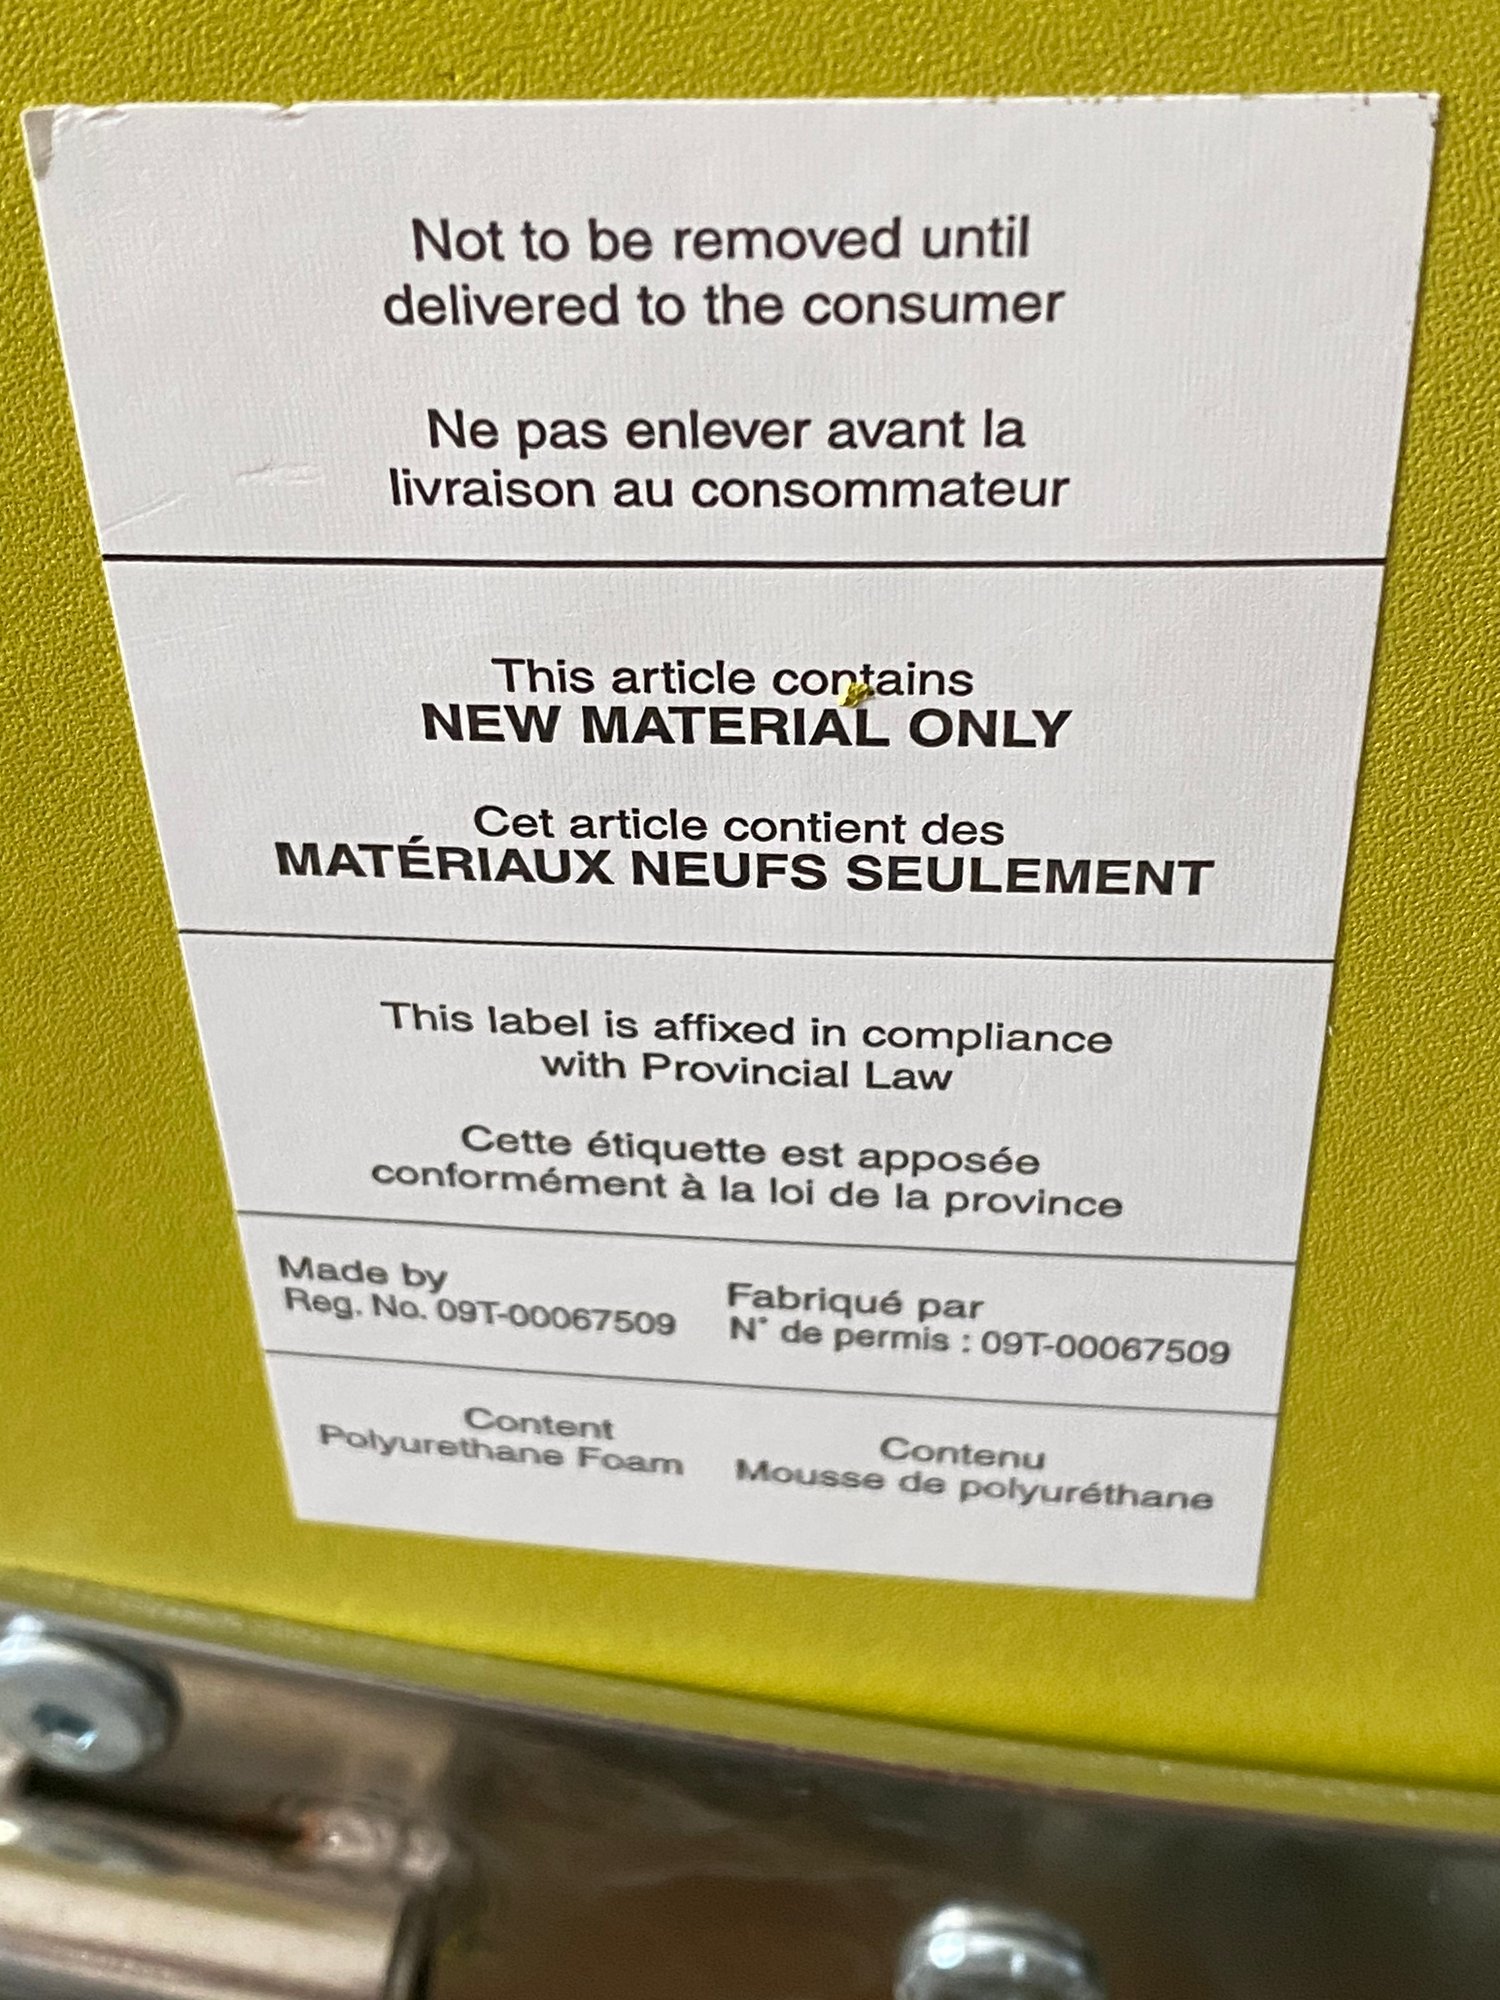 Not to be removed until
delivered to the consumer
Ne pas enlever avant la
livraison au consommateur
This article contains
NEW MATERIAL ONLY
Cet article contient des
MATÉRIAUX NEUFS SEULEMENT
This label is affixed in compliance
with Provincial Law
Cette étiquette est apposée
conformément à la loi de la province
Made by
Reg. No. 09T-00067509
Fabriqué par
N° de permis : 09T-00067509
Content
Polyurethane Foam
Contenu
Mousse de polyuréthane